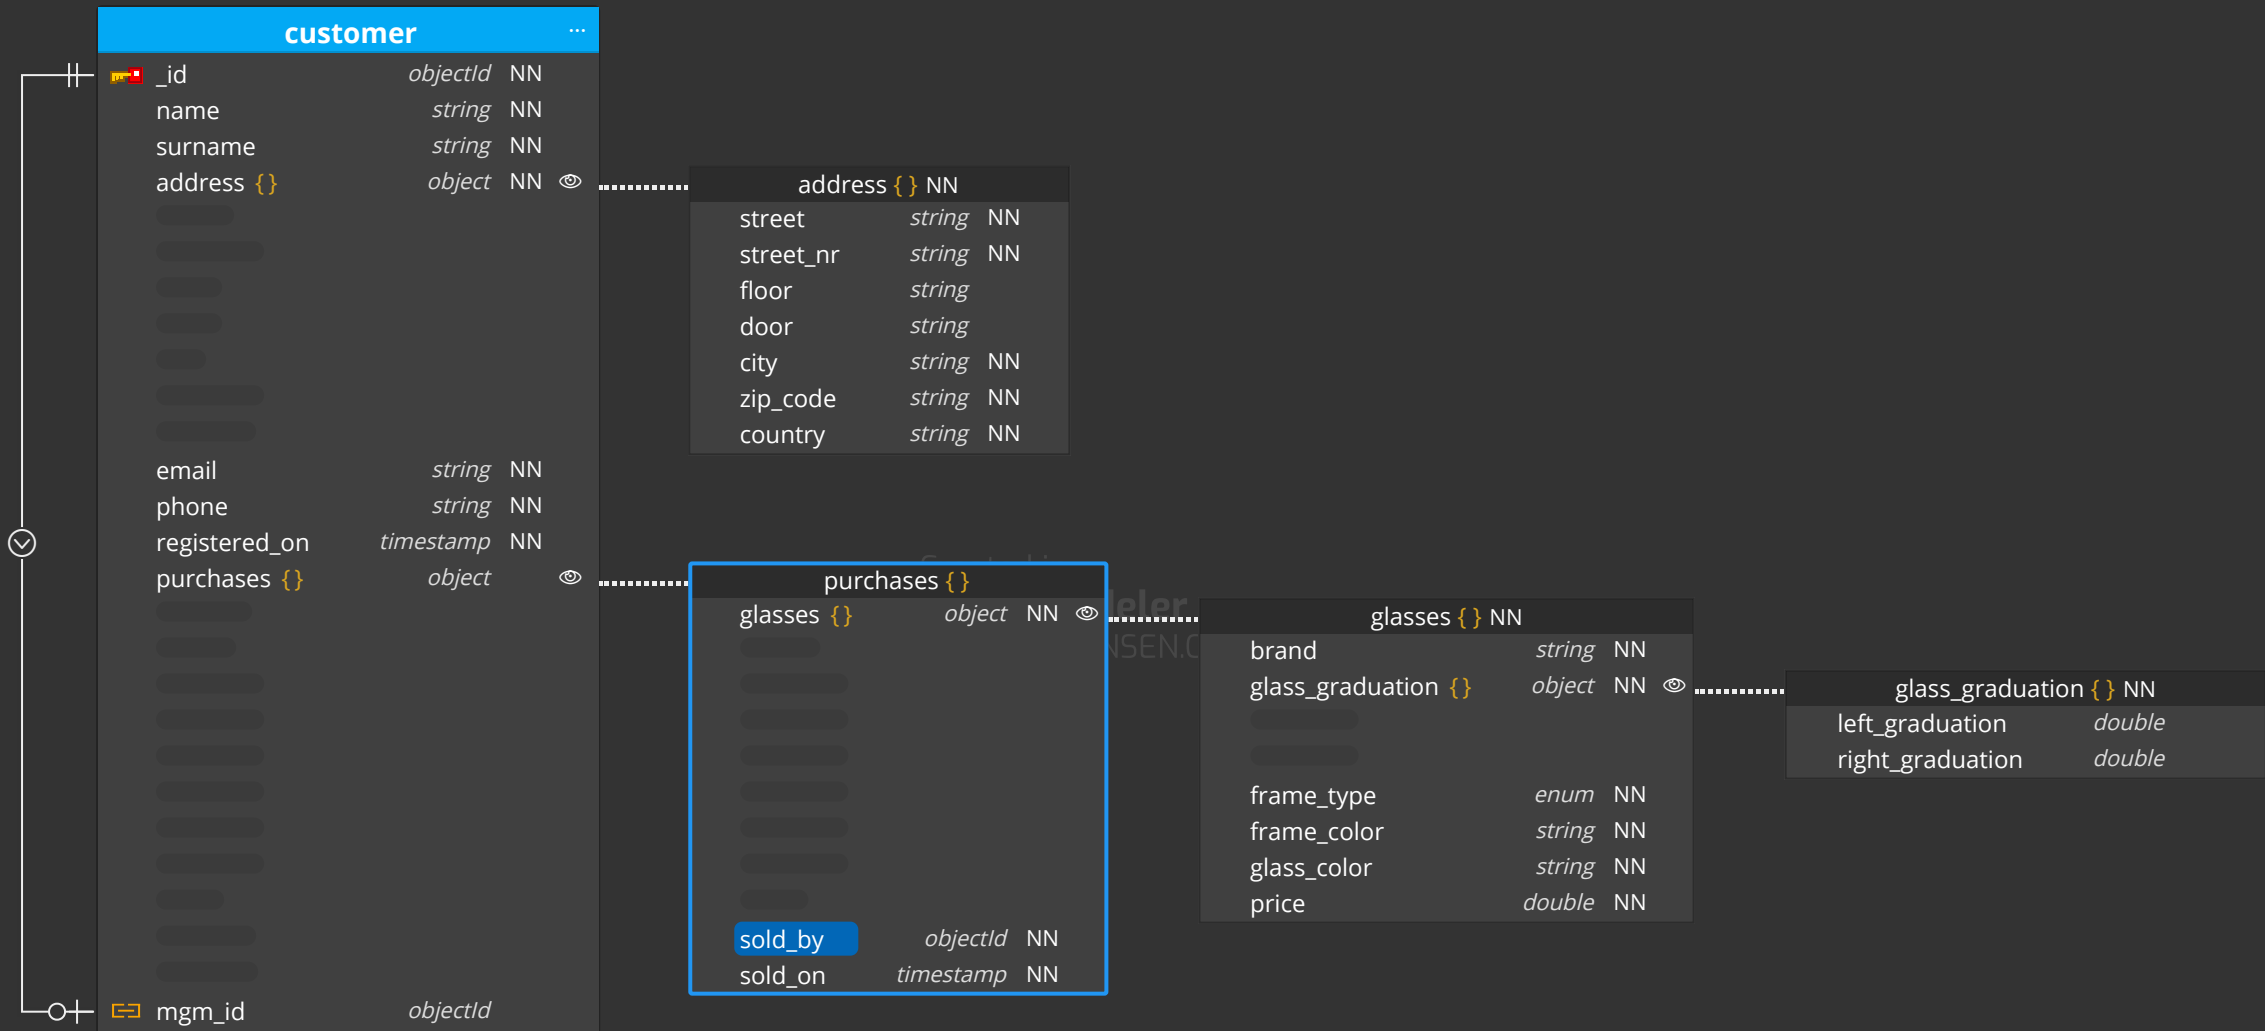 customer ...
_id objectId NN
name string NN
surname string NN
address {} object NN
email string NN
phone string NN
registered_on timestamp NN
purchases {} object
mgm_id objectId
address {} NN
street string NN
street_nr string NN
floor string
door string
city string NN
zip_code string NN
country string NN
purchases {}
glasses {} object NN
sold_by objectId NN
sold_on timestamp NN
glasses {} NN
brand string NN
glass_graduation {} object NN
frame_type enum NN
frame_color string NN
glass_color string NN
price double NN
glass_graduation {} NN
left_graduation double
right_graduation double